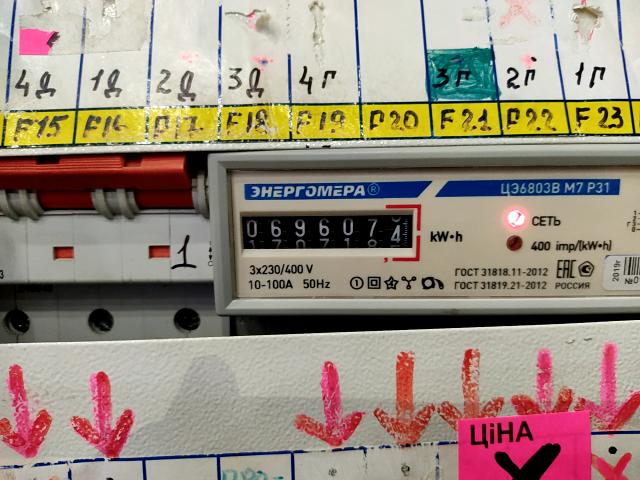 4Д 1Д 2Д 3Д 4Г 3Г 2Г 1Г
F15 F16 F17 F18 F19 F20 F21 F22 F23
ЭНЕРГОМЕРА® ЦЭ6803В М7 Р31
0696074
kW•h
СЕТЬ
400 imp/(kW•h)
3x230/400 V
10-100A 50Hz
ГОСТ 31818.11-2012
ГОСТ 31819.21-2012
EAC
РОССИЯ
2019г
1
ЦІНА